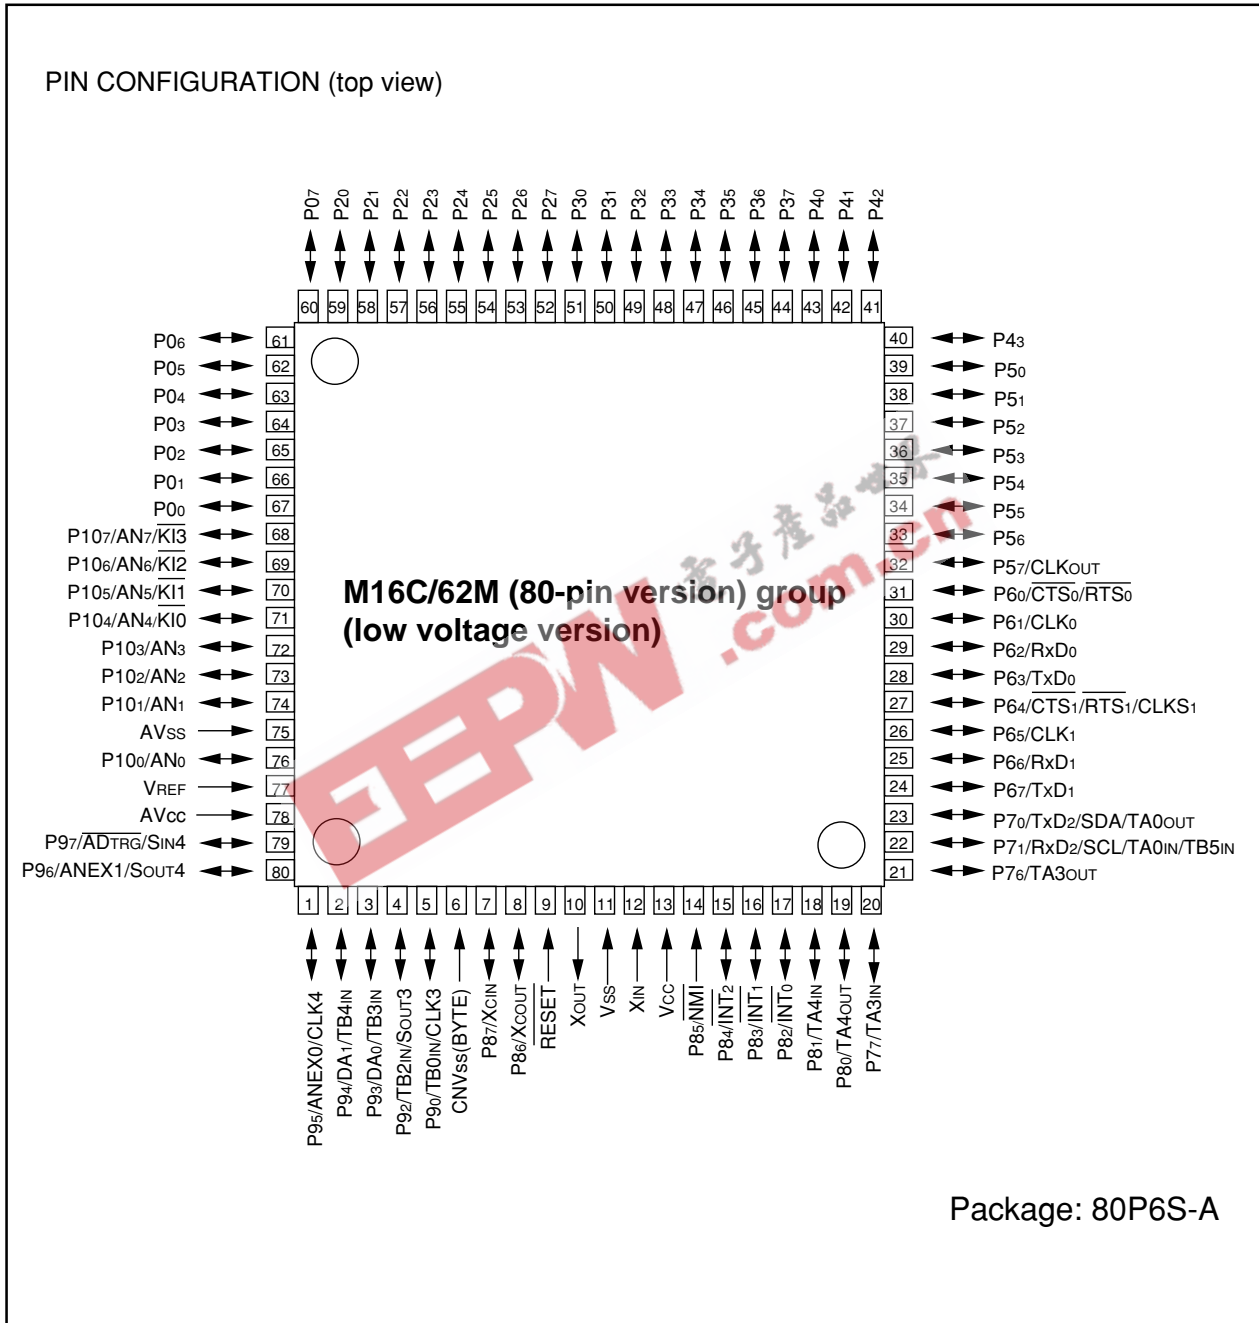 PIN CONFIGURATION (top view)
P07 P20 P21 P22 P23 P24 P25 P26 P27 P30 P31 P32 P33 P34 P35 P36 P37 P40 P41 P42
60 59 58 57 56 55 54 53 52 51 50 49 48 47 46 45 44 43 42 41
P06 61
P05 62
P04 63
P03 64
P02 65
P01 66
P00 67
P107/AN7/KI3 68
P106/AN6/KI2 69
P105/AN5/KI1 70
P104/AN4/KI0 71
P103/AN3 72
P102/AN2 73
P101/AN1 74
AVSS 75
P100/AN0 76
VREF 77
AVCC 78
P97/ADTRG/SIN4 79
P96/ANEX1/SOUT4 80
M16C/62M (80-pin version) group
(low voltage version)
電子產品世界
EEPW.com.cn
40 P43
39 P50
38 P51
37 P52
36 P53
35 P54
34 P55
33 P56
32 P57/CLKOUT
31 P60/CTS0/RTS0
30 P61/CLK0
29 P62/RxD0
28 P63/TxD0
27 P64/CTS1/RTS1/CLKS1
26 P65/CLK1
25 P66/RxD1
24 P67/TxD1
23 P70/TxD2/SDA/TA0OUT
22 P71/RxD2/SCL/TA0IN/TB5IN
21 P76/TA3OUT
1 2 3 4 5 6 7 8 9 10 11 12 13 14 15 16 17 18 19 20
P95/ANEX0/CLK4
P94/DA1/TB4IN
P93/DA0/TB3IN
P92/TB2IN/SOUT3
P90/TB0IN/CLK3
CNVSS(BYTE)
P87/XCIN
P86/XCOUT
RESET
XOUT
VSS
XIN
VCC
P85/NMI
P84/INT2
P83/INT1
P82/INT0
P81/TA4IN
P80/TA4OUT
P77/TA3IN
Package: 80P6S-A